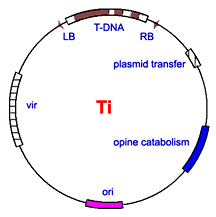 T-DNA
LB
RB
plasmid transfer
vir
Ti
opine catabolism
ori